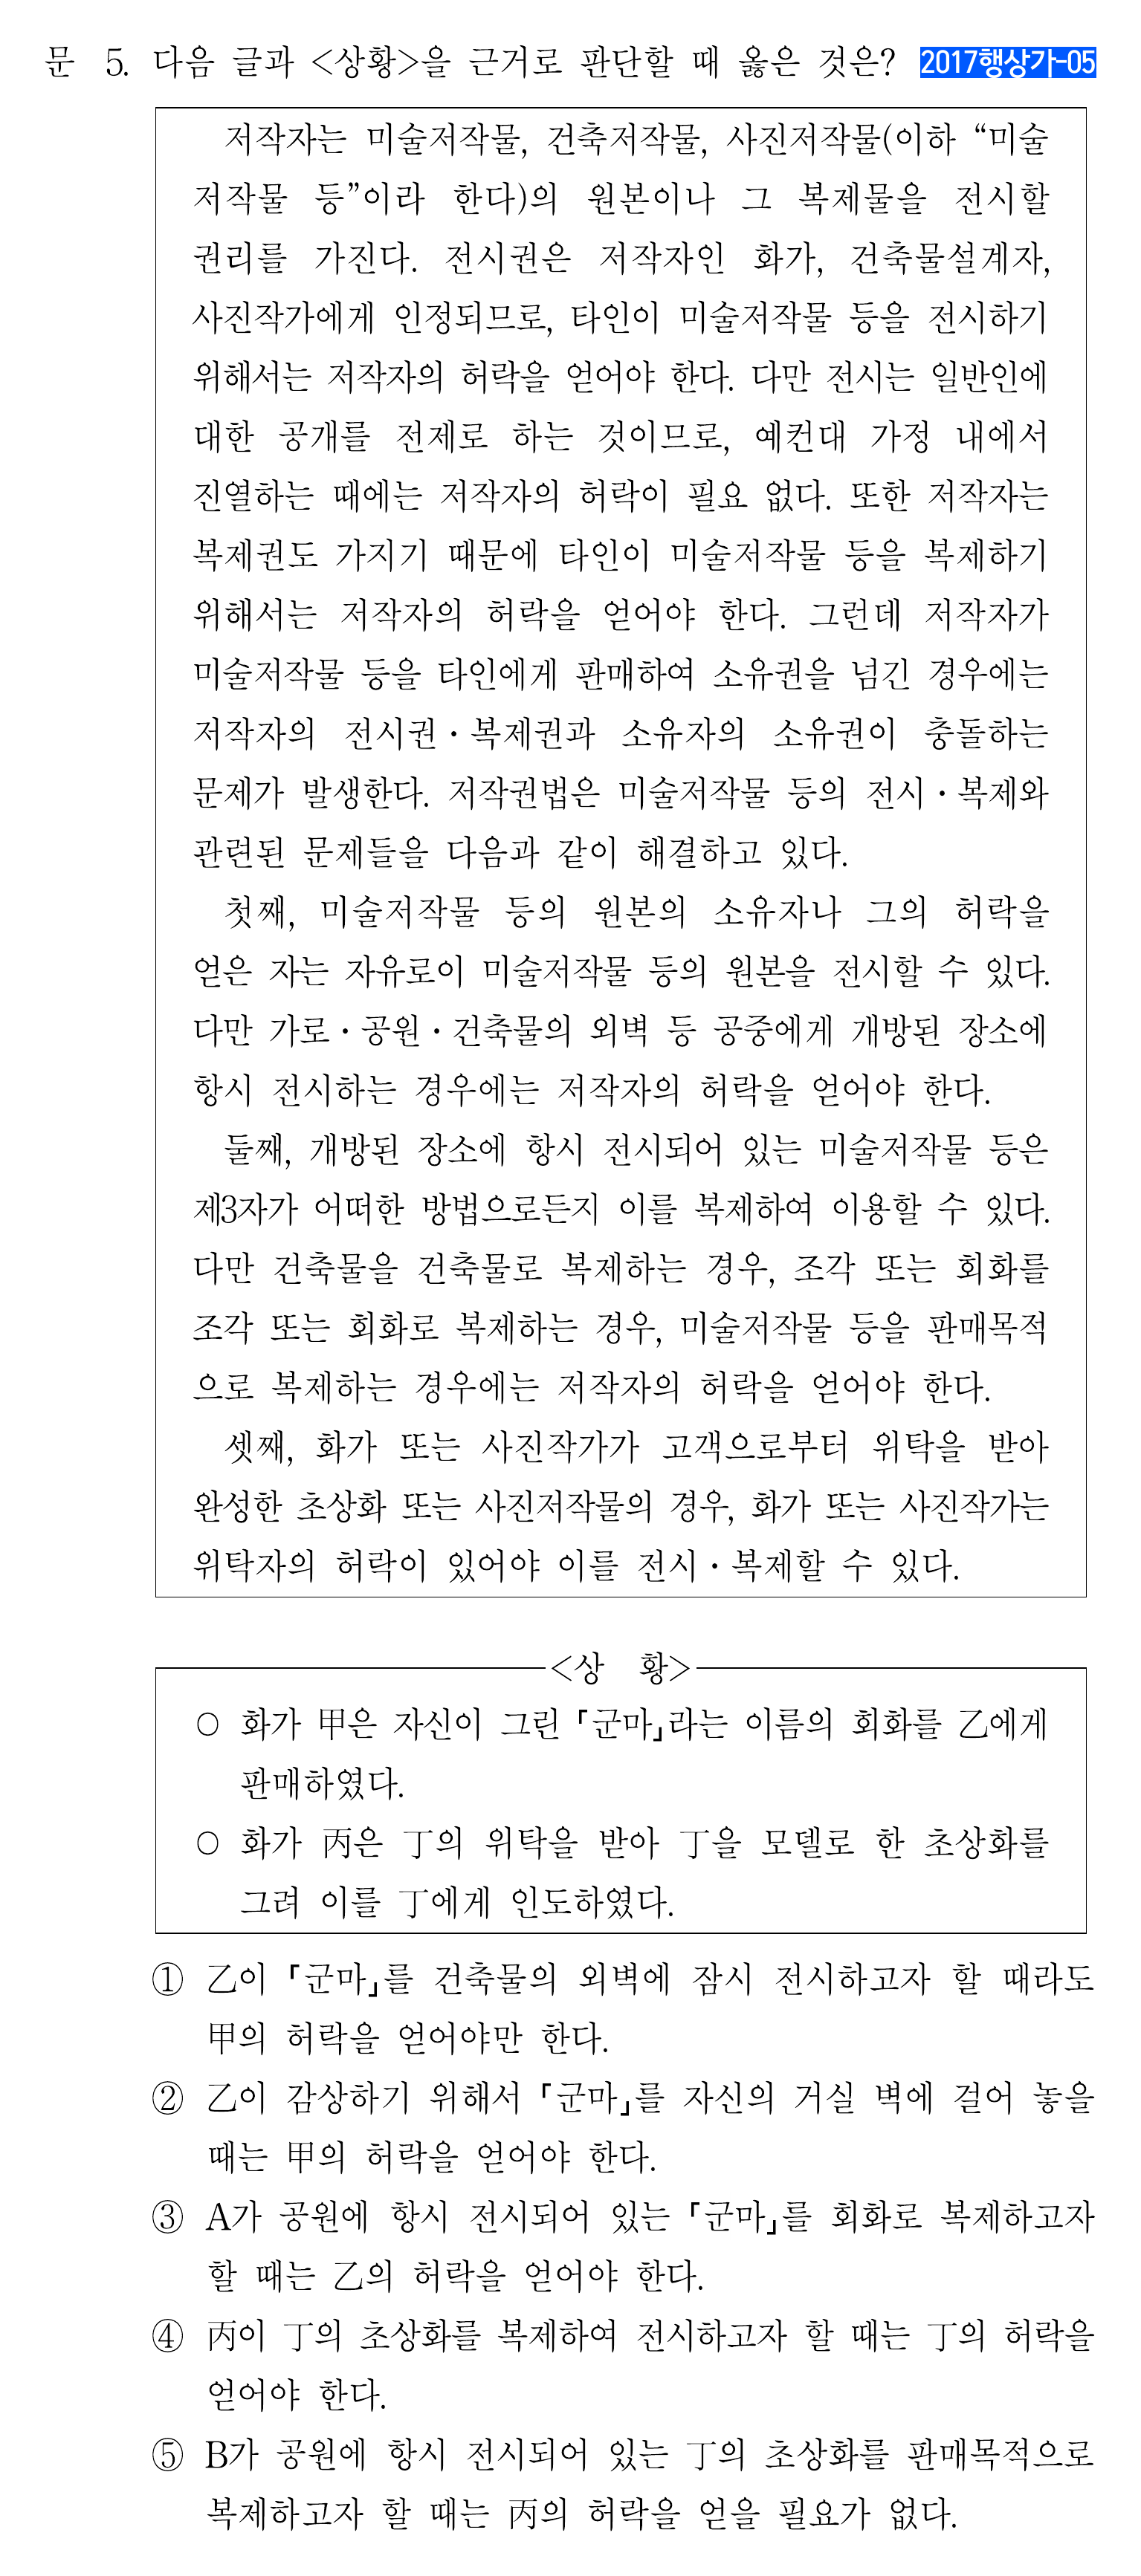 문 5. 다음 글과 <상황>을 근거로 판단할 때 옳은 것은? 2017행상가-05
저작자는 미술저작물, 건축저작물, 사진저작물(이하 “미술
저작물 등”이라 한다)의 원본이나 그 복제물을 전시할
권리를 가진다. 전시권은 저작자인 화가, 건축물설계자,
사진작가에게 인정되므로, 타인이 미술저작물 등을 전시하기
위해서는 저작자의 허락을 얻어야 한다. 다만 전시는 일반인에
대한 공개를 전제로 하는 것이므로, 예컨대 가정 내에서
진열하는 때에는 저작자의 허락이 필요 없다. 또한 저작자는
복제권도 가지기 때문에 타인이 미술저작물 등을 복제하기
위해서는 저작자의 허락을 얻어야 한다. 그런데 저작자가
미술저작물 등을 타인에게 판매하여 소유권을 넘긴 경우에는
저작자의 전시권·복제권과 소유자의 소유권이 충돌하는
문제가 발생한다. 저작권법은 미술저작물 등의 전시·복제와
관련된 문제들을 다음과 같이 해결하고 있다.
첫째, 미술저작물 등의 원본의 소유자나 그의 허락을
얻은 자는 자유로이 미술저작물 등의 원본을 전시할 수 있다.
다만 가로·공원·건축물의 외벽 등 공중에게 개방된 장소에
항시 전시하는 경우에는 저작자의 허락을 얻어야 한다.
둘째, 개방된 장소에 항시 전시되어 있는 미술저작물 등은
제3자가 어떠한 방법으로든지 이를 복제하여 이용할 수 있다.
다만 건축물을 건축물로 복제하는 경우, 조각 또는 회화를
조각 또는 회화로 복제하는 경우, 미술저작물 등을 판매목적
으로 복제하는 경우에는 저작자의 허락을 얻어야 한다.
셋째, 화가 또는 사진작가가 고객으로부터 위탁을 받아
완성한 초상화 또는 사진저작물의 경우, 화가 또는 사진작가는
위탁자의 허락이 있어야 이를 전시·복제할 수 있다.
<상 황>
○ 화가 甲은 자신이 그린 「군마」라는 이름의 회화를 乙에게
판매하였다.
○ 화가 丙은 丁의 위탁을 받아 丁을 모델로 한 초상화를
그려 이를 丁에게 인도하였다.
① 乙이 「군마」를 건축물의 외벽에 잠시 전시하고자 할 때라도
甲의 허락을 얻어야만 한다.
② 乙이 감상하기 위해서 「군마」를 자신의 거실 벽에 걸어 놓을
때는 甲의 허락을 얻어야 한다.
③ A가 공원에 항시 전시되어 있는 「군마」를 회화로 복제하고자
할 때는 乙의 허락을 얻어야 한다.
④ 丙이 丁의 초상화를 복제하여 전시하고자 할 때는 丁의 허락을
얻어야 한다.
⑤ B가 공원에 항시 전시되어 있는 丁의 초상화를 판매목적으로
복제하고자 할 때는 丙의 허락을 얻을 필요가 없다.